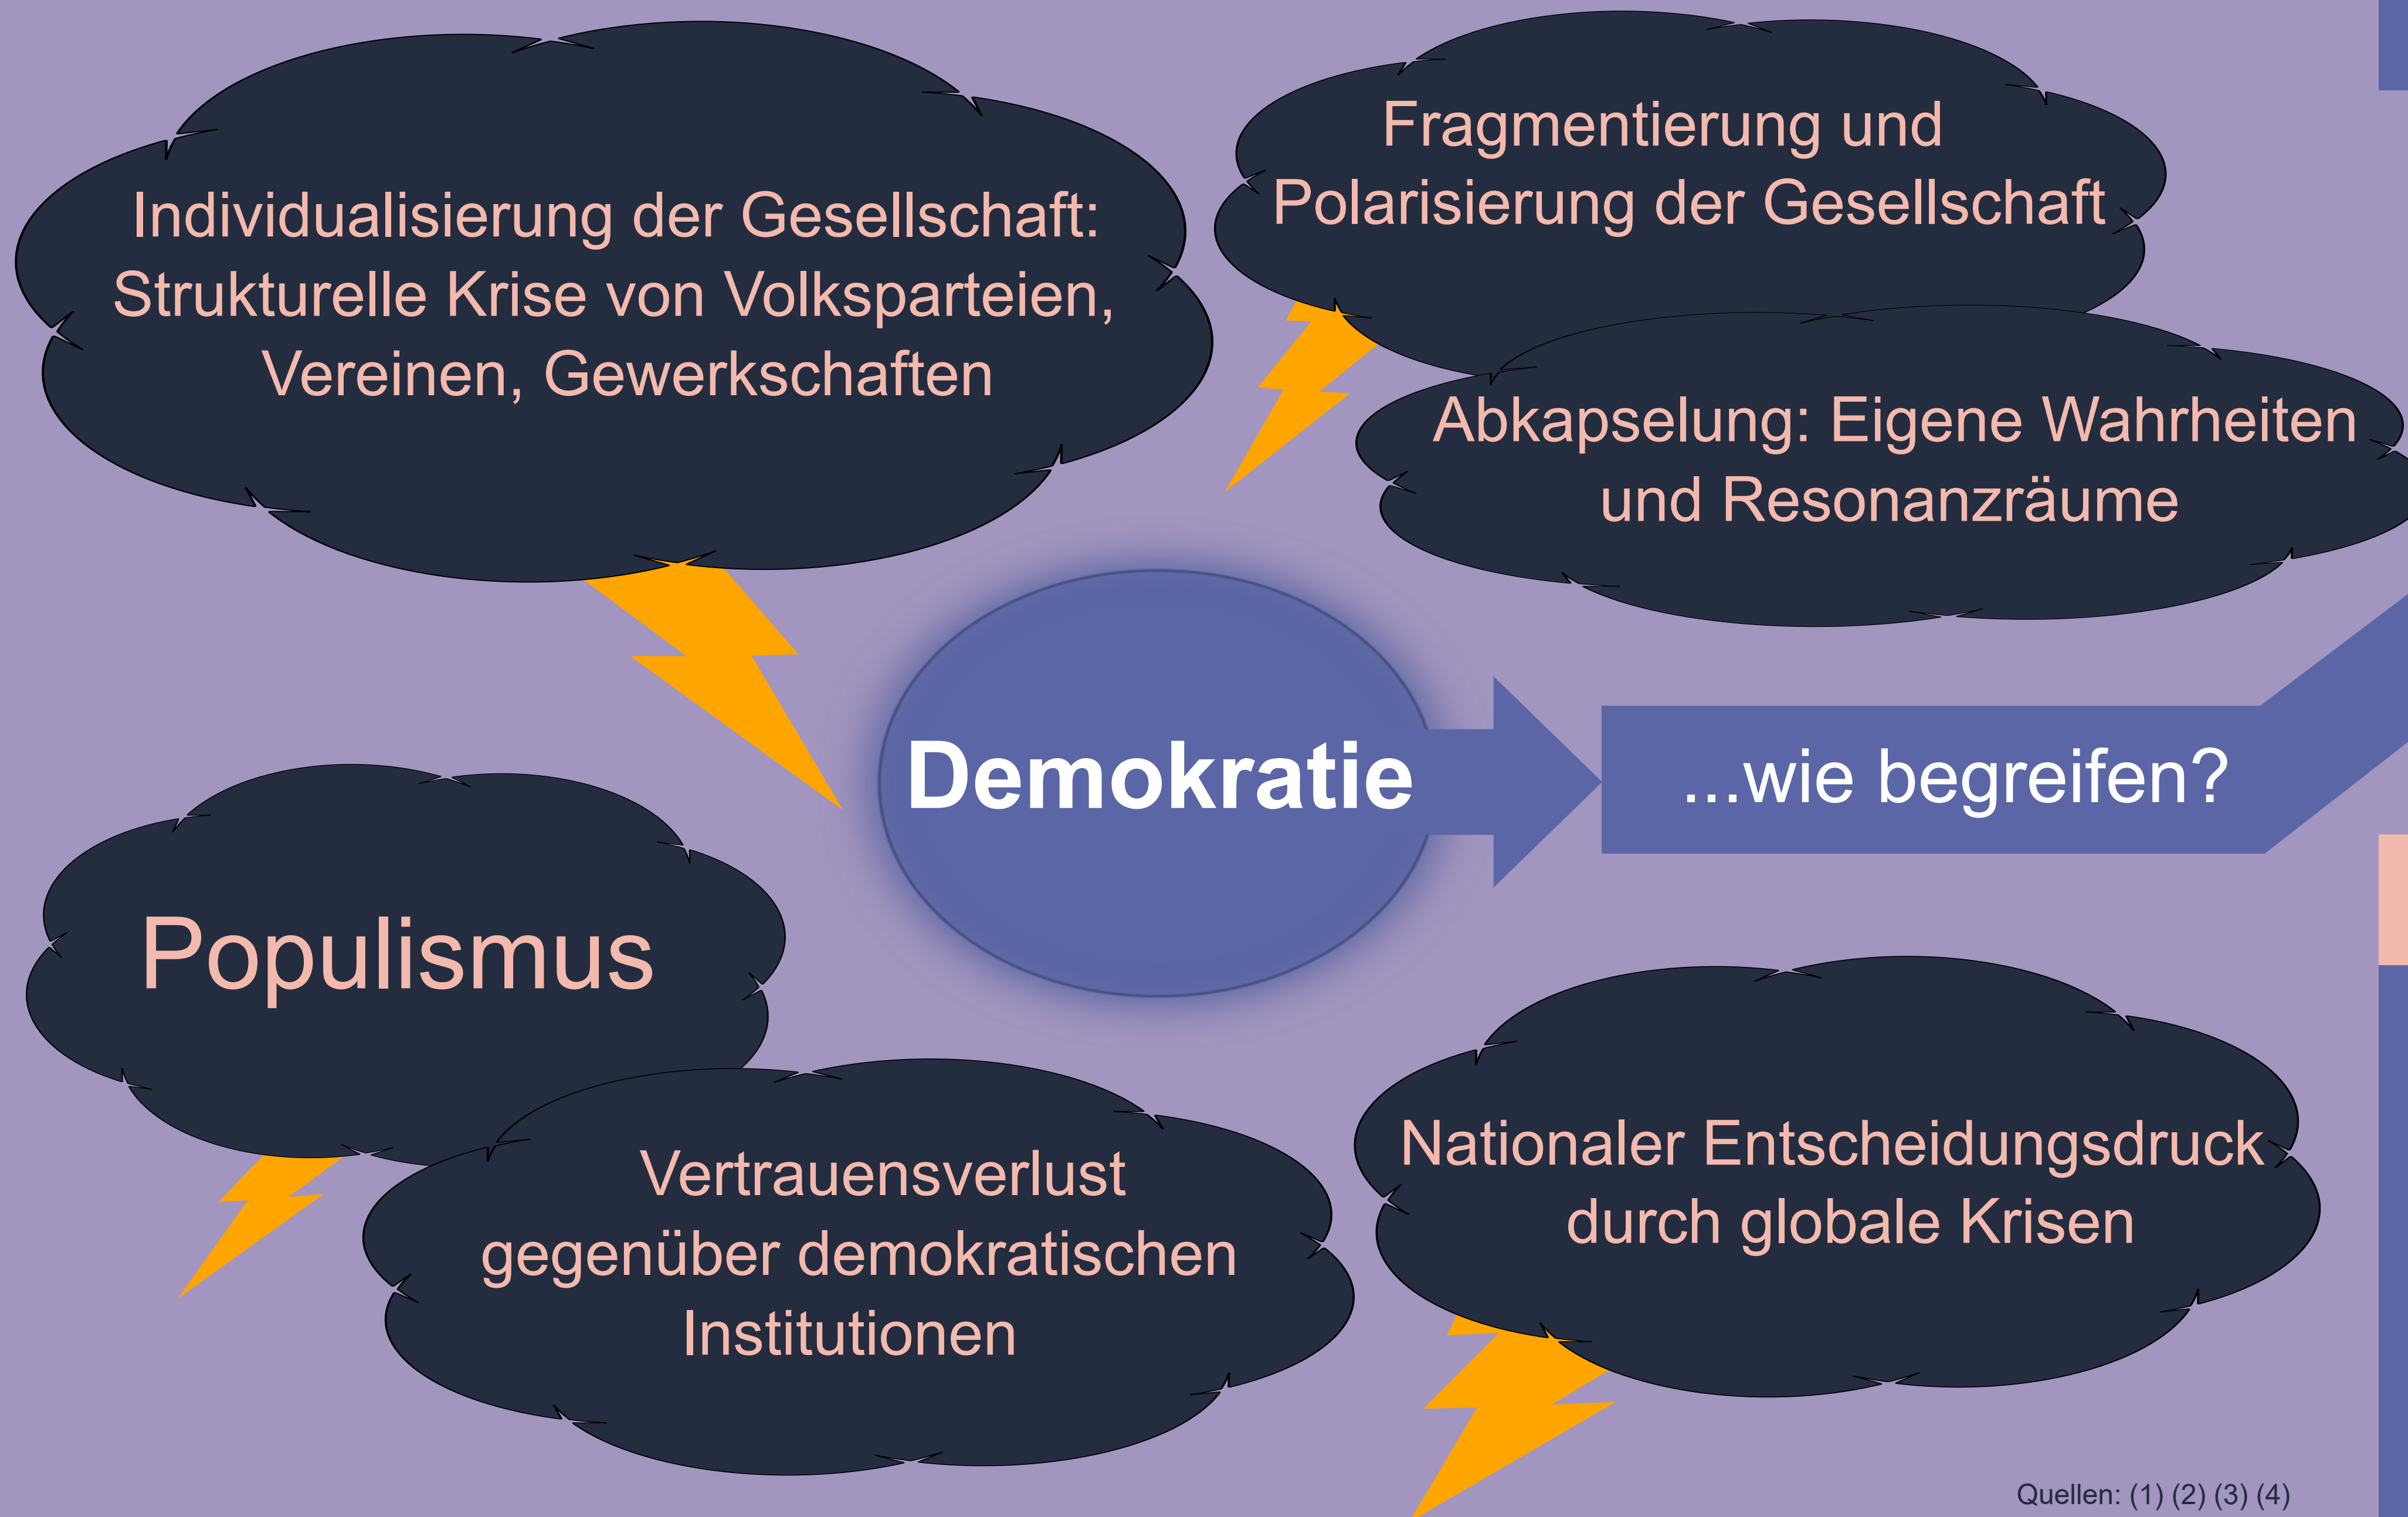 Individualisierung der Gesellschaft:
Strukturelle Krise von Volksparteien,
Vereinen, Gewerkschaften
Fragmentierung und
Polarisierung der Gesellschaft
Abkapselung: Eigene Wahrheiten
und Resonanzräume
Demokratie
...wie begreifen?
Populismus
Vertrauensverlust
gegenüber demokratischen
Institutionen
Nationaler Entscheidungsdruck
durch globale Krisen
Quellen: (1) (2) (3) (4)